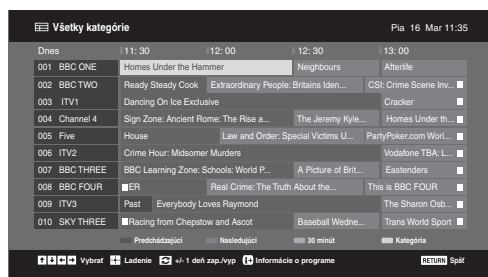 Všetky kategórie Pia 16 Mar 11:35
Dnes 11:30 12:00 12:30 13:00
001 BBC ONE Homes Under the Hammer Neighbours Afterlife
002 BBC TWO Ready Steady Cook Extraordinary People: Britains Iden... CSI: Crime Scene Inv...
003 ITV1 Dancing On Ice Exclusive Cracker
004 Channel 4 Sign Zone: Ancient Rome: The Rise a... The Jeremy Kyle... Homes Under th...
005 Five House Law and Order: Special Victims U... PartyPoker.com Worl...
006 ITV2 Crime Hour: Midsomer Murders Vodafone TBA: L...
007 BBC THREE BBC Learning Zone: Schools: World P... A Picture of Brit... Eastenders
008 BBC FOUR ER Real Crime: The Truth About the... This is BBC FOUR
009 ITV3 Past Everybody Loves Raymond The Sharon Osb...
010 SKY THREE Racing from Chepstow and Ascot Baseball Wedne... Trans World Sport
Predchádzajúci Nasledujúci 30 minút Kategória
Vybrať Ladenie +/- 1 deň zap./vyp Informácie o programe RETURN Späť